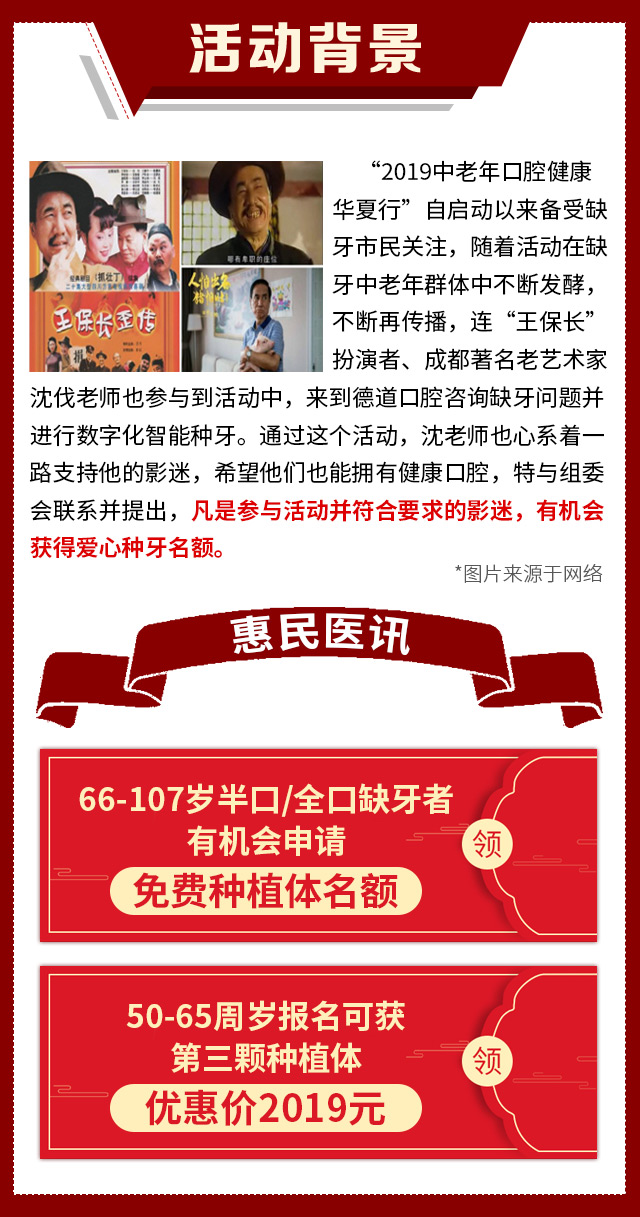 活动背景
“2019中老年口腔健康
华夏行”自启动以来备受缺
牙市民关注，随着活动在缺
牙中老年群体中不断发酵，
不断再传播，连“王保长”
扮演者、成都著名老艺术家
沈伐老师也参与到活动中，来到德道口腔咨询缺牙问题并
进行数字化智能种牙。通过这个活动，沈老师也心系着一
路支持他的影迷，希望他们也能拥有健康口腔，特与组委
会联系并提出，凡是参与活动并符合要求的影迷，有机会
获得爱心种牙名额。
*图片来源于网络
王保长歪传
惠民医讯
66-107岁半口/全口缺牙者
有机会申请
免费种植体名额
领
50-65周岁报名可获
第三颗种植体
优惠价2019元
领